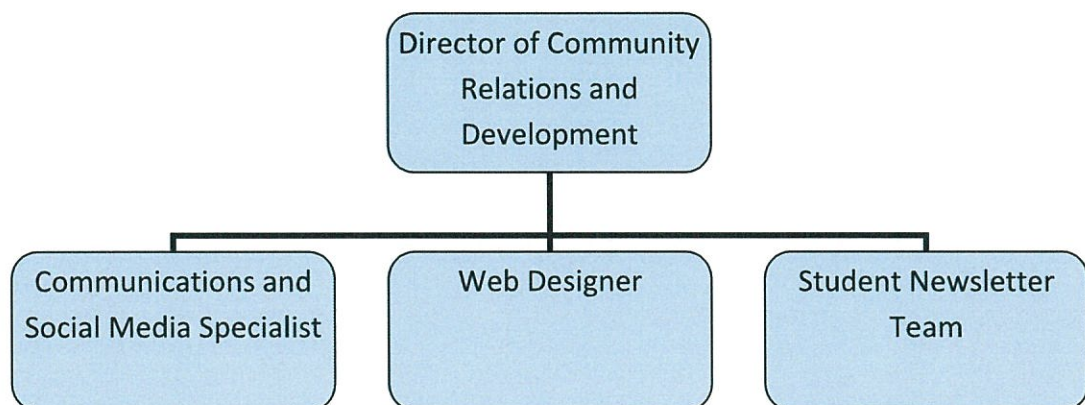 Director of Community
Relations and
Development
Communications and
Social Media Specialist
Web Designer
Student Newsletter
Team